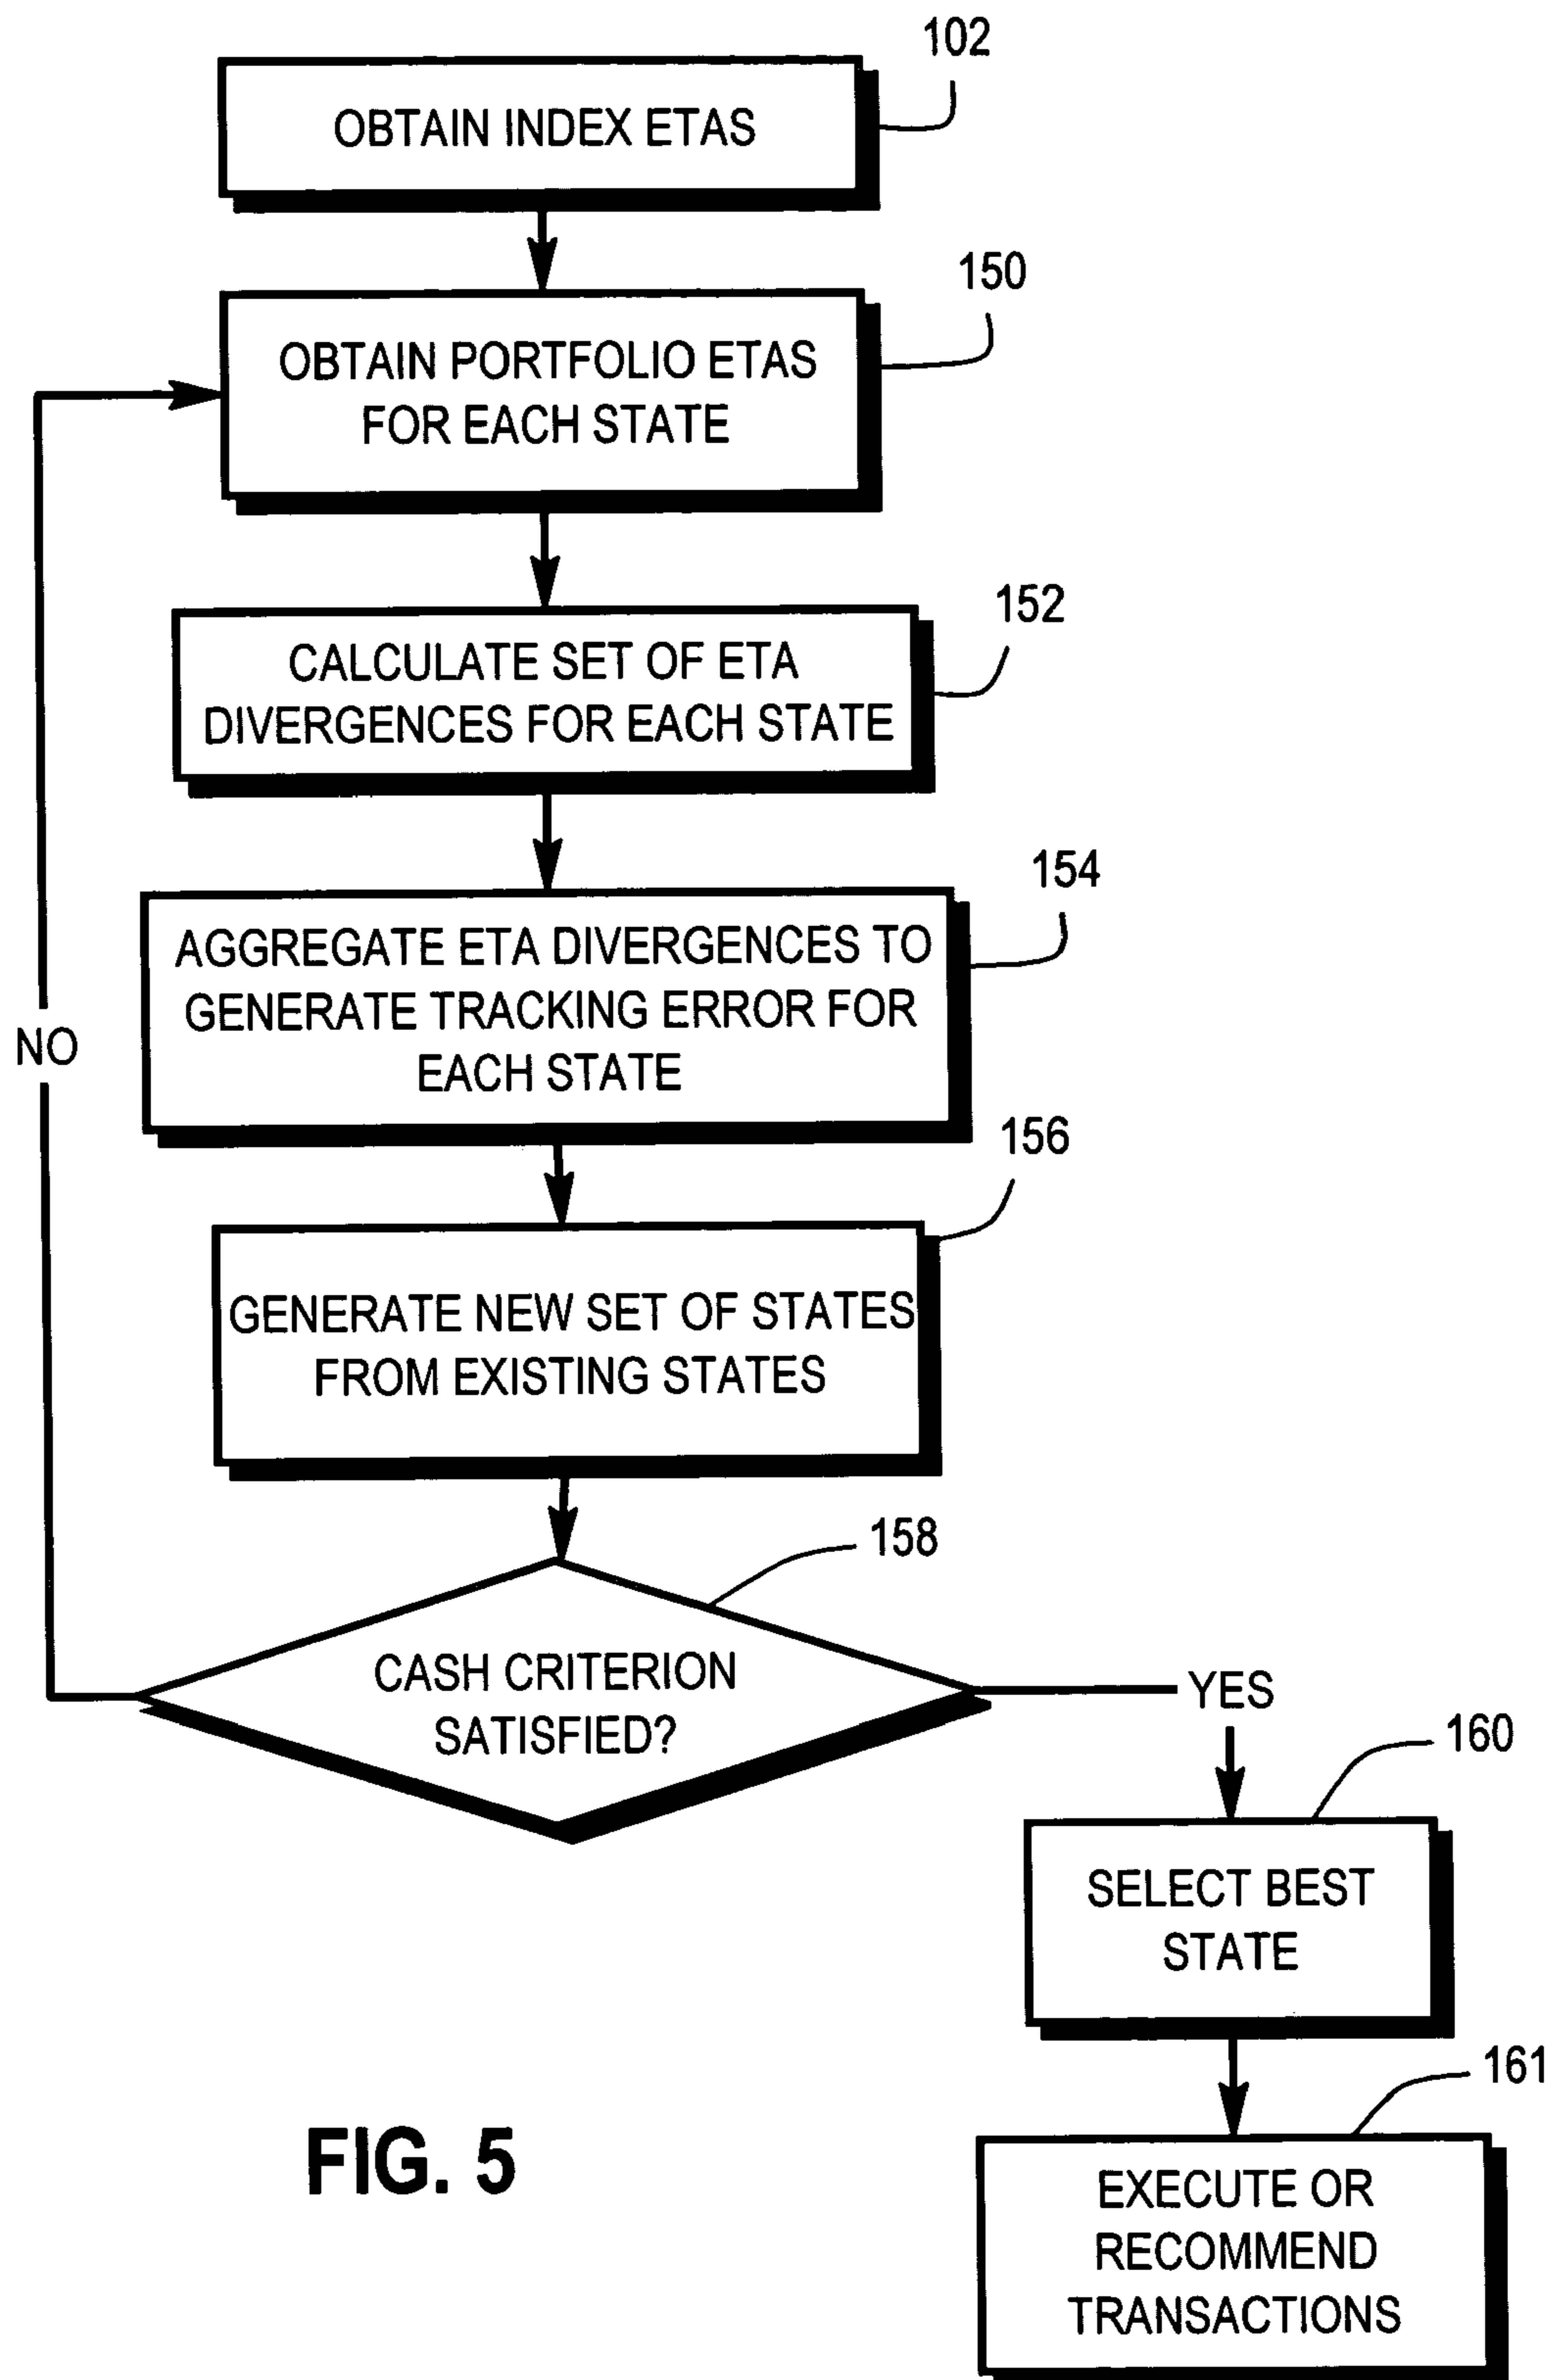 102
OBTAIN INDEX ETAS
150
OBTAIN PORTFOLIO ETAS
FOR EACH STATE
152
CALCULATE SET OF ETA
DIVERGENCES FOR EACH STATE
154
AGGREGATE ETA DIVERGENCES TO
GENERATE TRACKING ERROR FOR
EACH STATE
NO
156
GENERATE NEW SET OF STATES
FROM EXISTING STATES
158
CASH CRITERION
SATISFIED?
YES
160
SELECT BEST
STATE
161
EXECUTE OR
RECOMMEND
TRANSACTIONS
FIG. 5